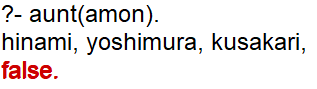 ?- aunt(amon).
hinami, yoshimura, kusakari,
false.